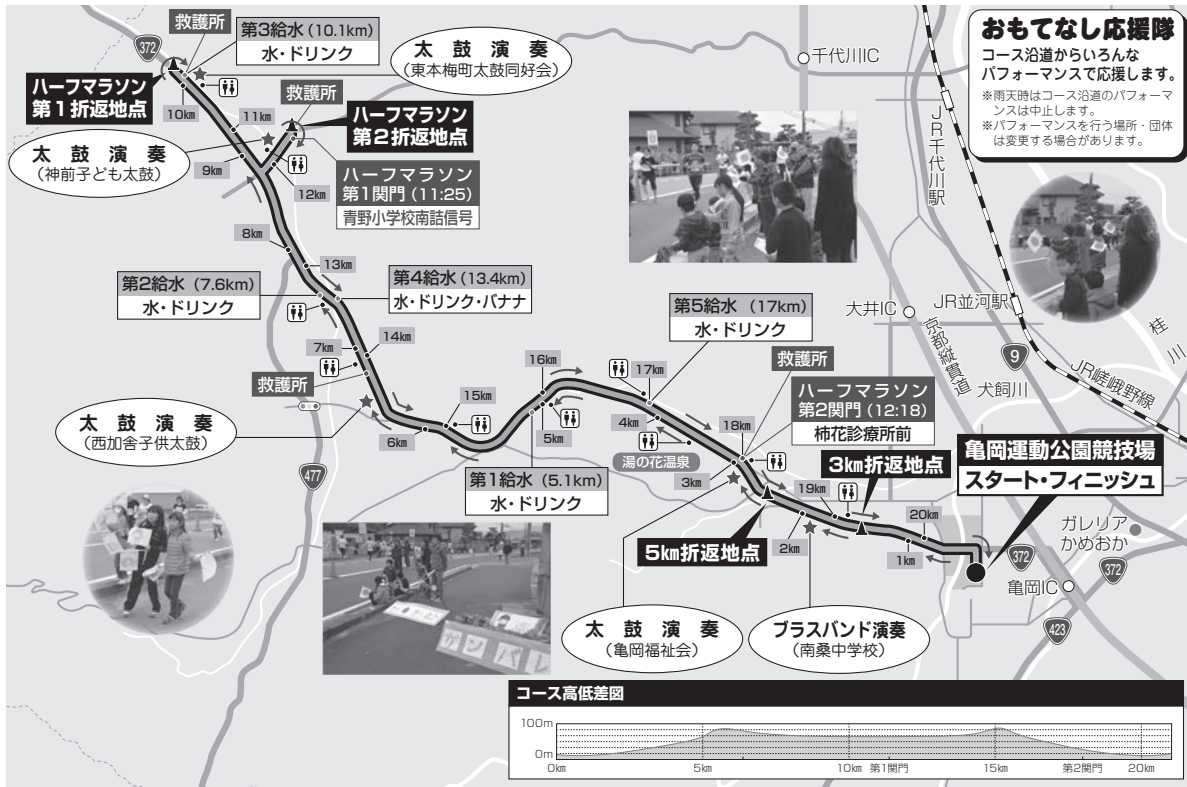 おもてなし応援隊
コース沿道からいろんな
パフォーマンスで応援します。
※雨天時はコース沿道のパフォーマ
ンスは中止します。
※パフォーマンスを行う場所・団体
は変更する場合があります。
救護所
372
第3給水 (10.1km)
水・ドリンク
太鼓演奏
(東本梅町太鼓同好会)
千代川IC
JR千代川駅
ハーフマラソン
第1折返地点
10km
11km
救護所
ハーフマラソン
第2折返地点
太鼓演奏
(神前子ども太鼓)
9km
12km
ハーフマラソン
第1関門 (11:25)
青野小学校南詰信号
8km
13km
第2給水 (7.6km)
水・ドリンク
第4給水 (13.4km)
水・ドリンク・バナナ
第5給水 (17km)
水・ドリンク
大井IC
JR並河駅
京都縦貫道
9
犬飼川
桂川
JR嵯峨野線
7km
14km
救護所
16km
17km
救護所
ハーフマラソン
第2関門 (12:18)
柿花診療所前
太鼓演奏
(西加舎子供太鼓)
15km
6km
5km
4km
18km
湯の花温泉
3km
3km折返地点
亀岡運動公園競技場
スタート・フィニッシュ
477
第1給水 (5.1km)
水・ドリンク
19km
20km
5km折返地点
2km
1km
372
ガレリア
かめおか
372
亀岡IC
423
ガンバレ
太鼓演奏
(亀岡福祉会)
ブラスバンド演奏
(南桑中学校)
コース高低差図
100m
0m
0km
5km
10km
第1関門
15km
第2関門
20km